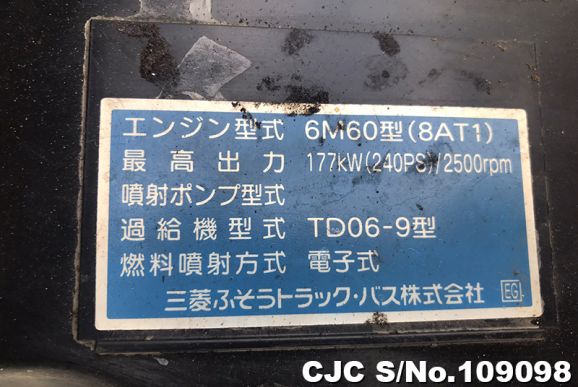 エンジン型式 6M60型(8AT1)
最高出力 177kW(240PS)/2500rpm
噴射ポンプ型式
過給機型式 TD06-9型
燃料噴射方式 電子式
三菱ふそうトラック・バス株式会社 EG
CJC S/No.109098